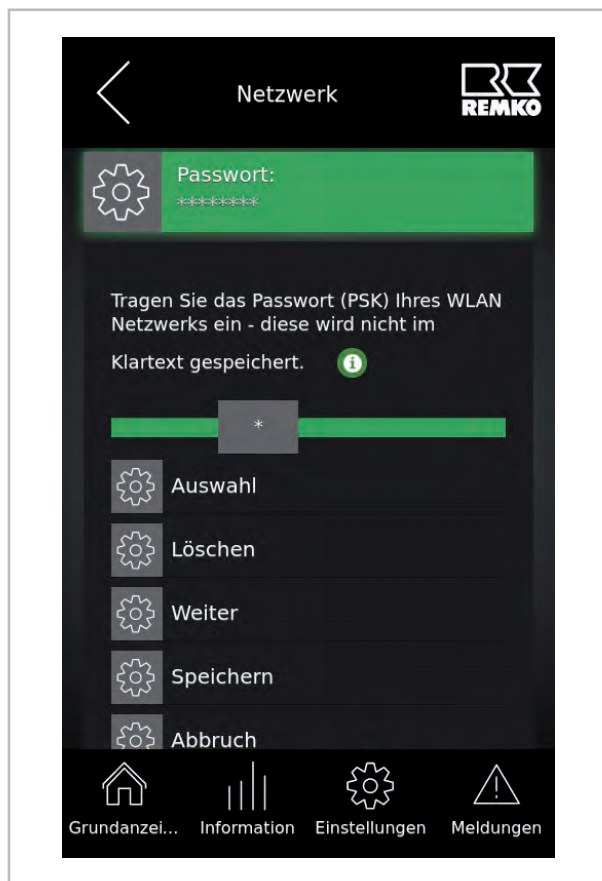 Netzwerk
REMKO
Passwort:
********
Tragen Sie das Passwort (PSK) Ihres WLAN
Netzwerks ein - diese wird nicht im
Klartext gespeichert.
*
Auswahl
Löschen
Weiter
Speichern
Abbruch
Grundanzei... Information Einstellungen Meldungen